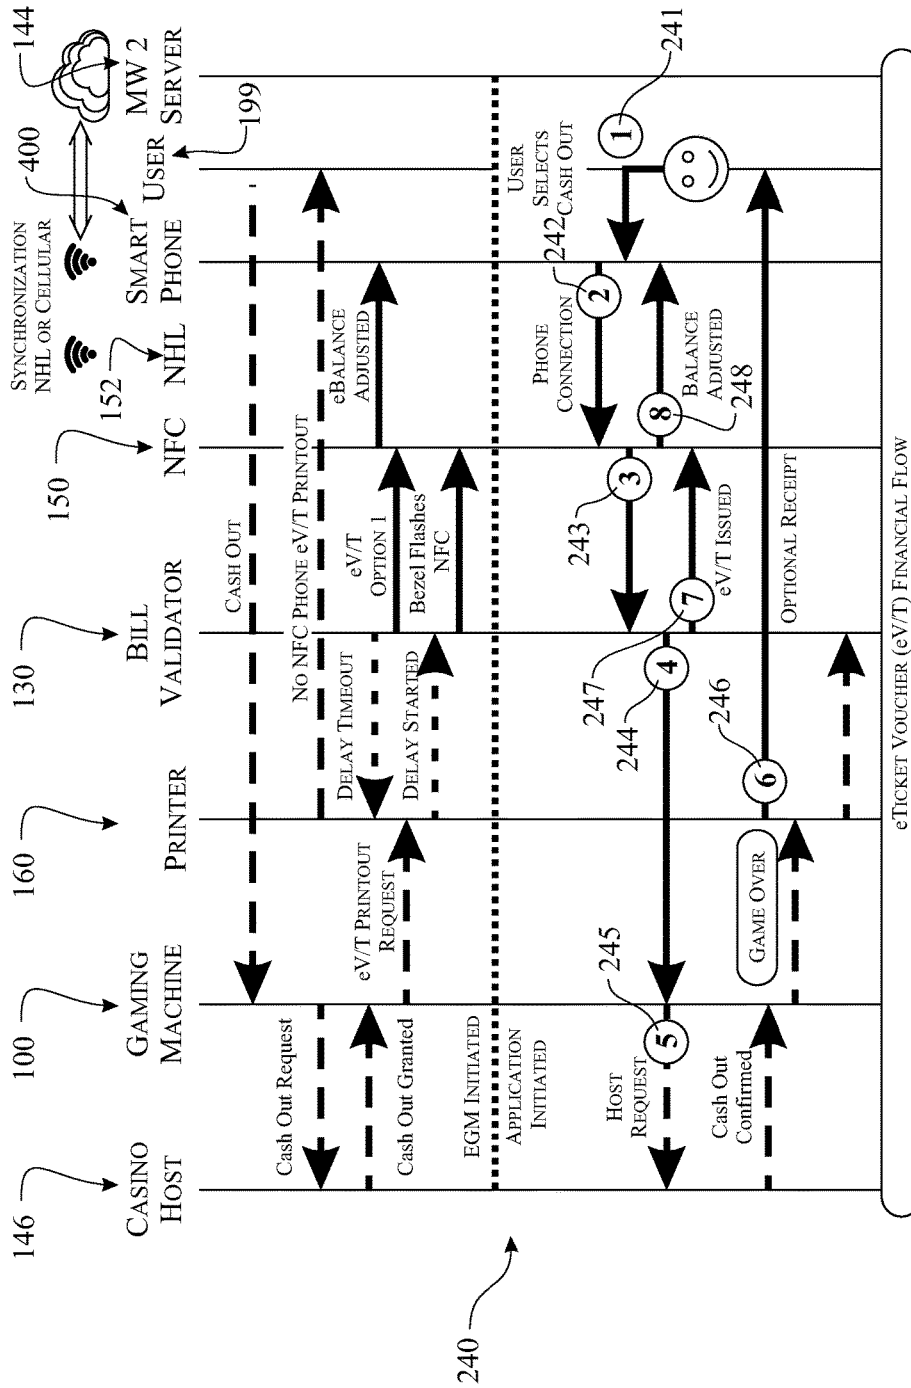 146
CASINO
HOST
100
GAMING
MACHINE
160
PRINTER
130
BILL
VALIDATOR
150
NFC
152
NHL
SYNCHRONIZATION
NHL OR CELLULAR
400
SMART
PHONE
USER
199
144
MW 2
SERVER
CASH OUT
NO NFC PHONE eV/T PRINTOUT
Cash Out Request
Cash Out Granted
eV/T PRINTOUT
REQUEST
DELAY TIMEOUT
DELAY STARTED
eV/T
OPTION 1
Bezel Flashes
NFC
eBALANCE
ADJUSTED
EGM INITIATED
APPLICATION
INITIATED
240
USER
SELECTS
CASH OUT
1
241
242
2
PHONE
CONNECTION
243
3
244
4
HOST
REQUEST
245
5
Cash Out
Confirmed
GAME OVER
246
6
OPTIONAL RECEIPT
247
7
eV/T ISSUED
8
248
BALANCE
ADJUSTED
eTICKET VOUCHER (eV/T) FINANCIAL FLOW